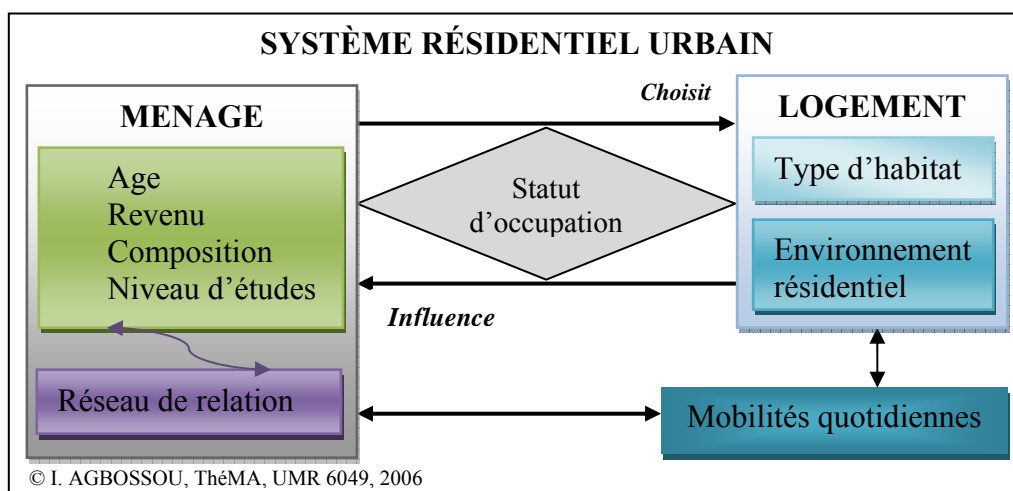 SYSTÈME RÉSIDENTIEL URBAIN
MENAGE
Age
Revenu
Composition
Niveau d'études
Réseau de relation
Choisit
Statut
d'occupation
Influence
LOGEMENT
Type d'habitat
Environnement
résidentiel
Mobilités quotidiennes
© I. AGBOSSOU, ThéMA, UMR 6049, 2006